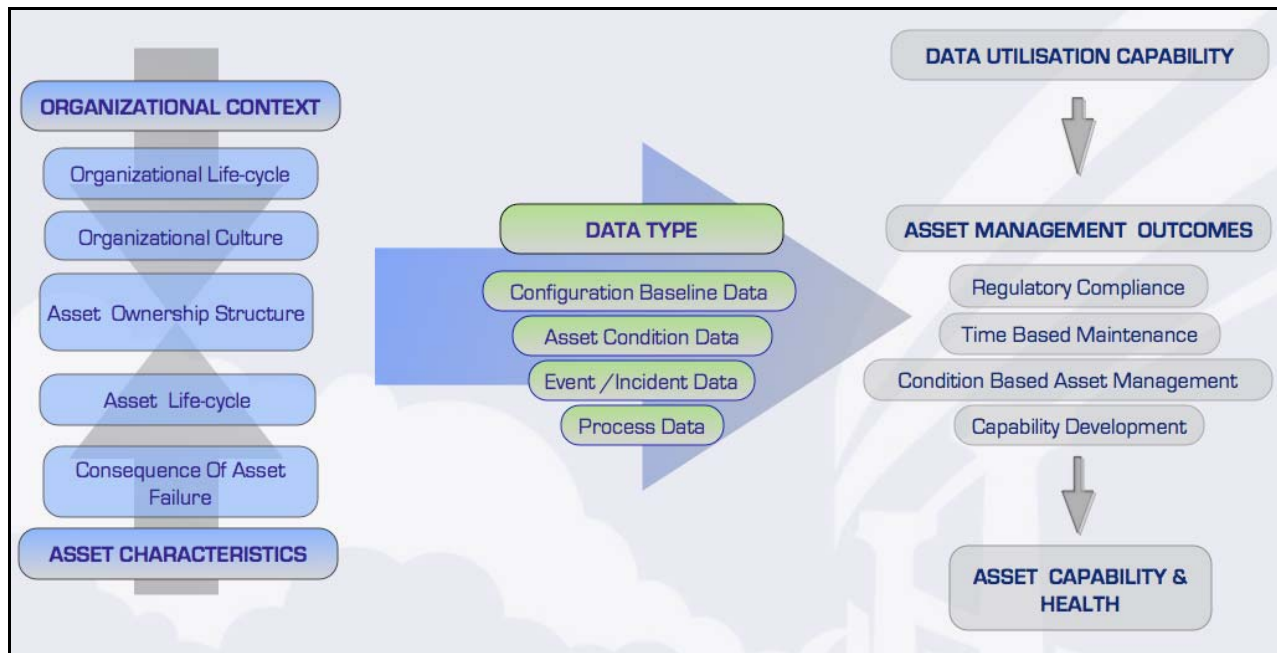 ORGANIZATIONAL CONTEXT
Organizational Life-cycle
Organizational Culture
Asset Ownership Structure
Asset Life-cycle
Consequence Of Asset
Failure
ASSET CHARACTERISTICS
DATA TYPE
Configuration Baseline Data
Asset Condition Data
Event /Incident Data
Process Data
DATA UTILISATION CAPABILITY
ASSET MANAGEMENT OUTCOMES
Regulatory Compliance
Time Based Maintenance
Condition Based Asset Management
Capability Development
ASSET CAPABILITY &
HEALTH